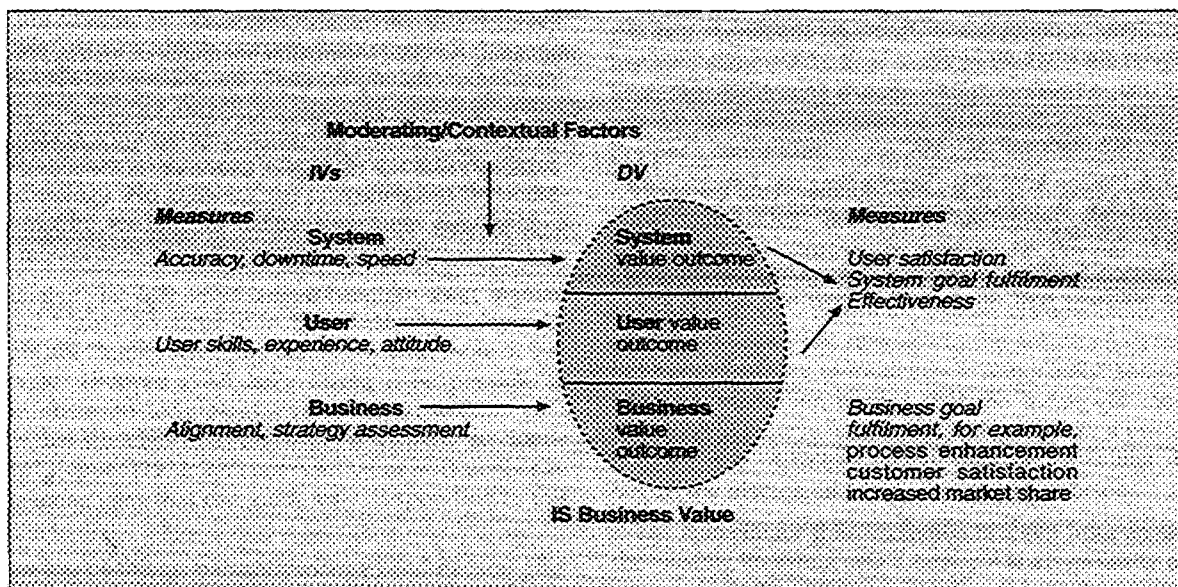 Moderating/Contextual Factors
IVs
DV
Measures
System
Accuracy, downtime, speed
User
User skills, experience, attitude
Business
Alignment, strategy assessment
System
value outcome
User value
outcome
Business
value
outcome
IS Business Value
Measures
User satisfaction
System goal fulfilment
Effectiveness
Business goal
fulfilment, for example,
process enhancement
customer satisfaction
increased market share